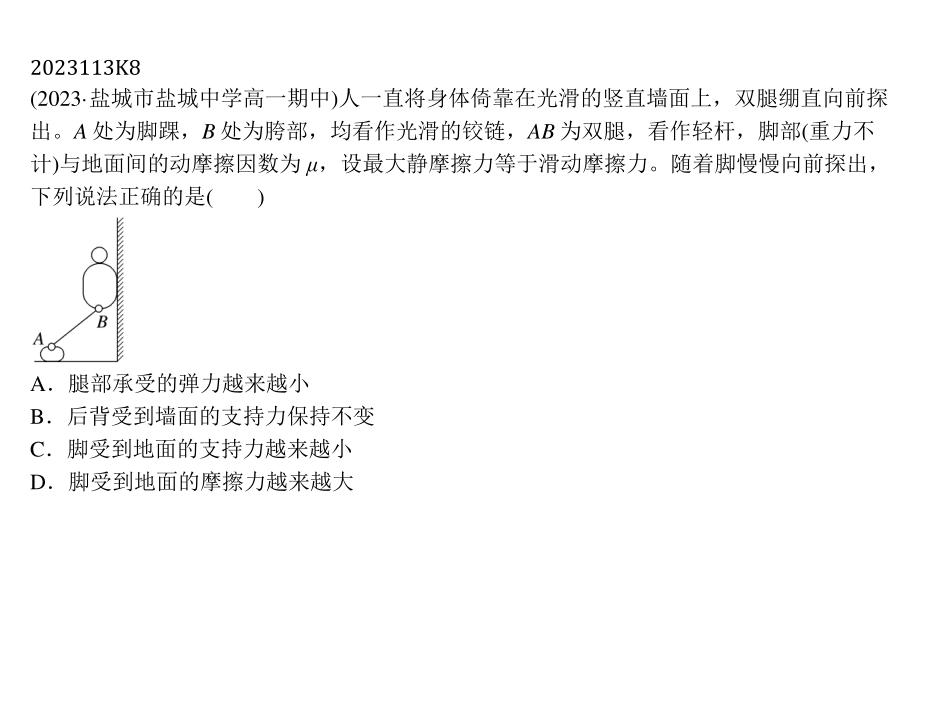 2023113K8
(2023·盐城市盐城中学高一期中)人一直将身体倚靠在光滑的竖直墙面上，双腿绷直向前探
出。A 处为脚踝，B 处为胯部，均看作光滑的铰链，AB 为双腿，看作轻杆，脚部(重力不
计)与地面间的动摩擦因数为 μ，设最大静摩擦力等于滑动摩擦力。随着脚慢慢向前探出，
下列说法正确的是(　　)
B
A
A．腿部承受的弹力越来越小
B．后背受到墙面的支持力保持不变
C．脚受到地面的支持力越来越小
D．脚受到地面的摩擦力越来越大